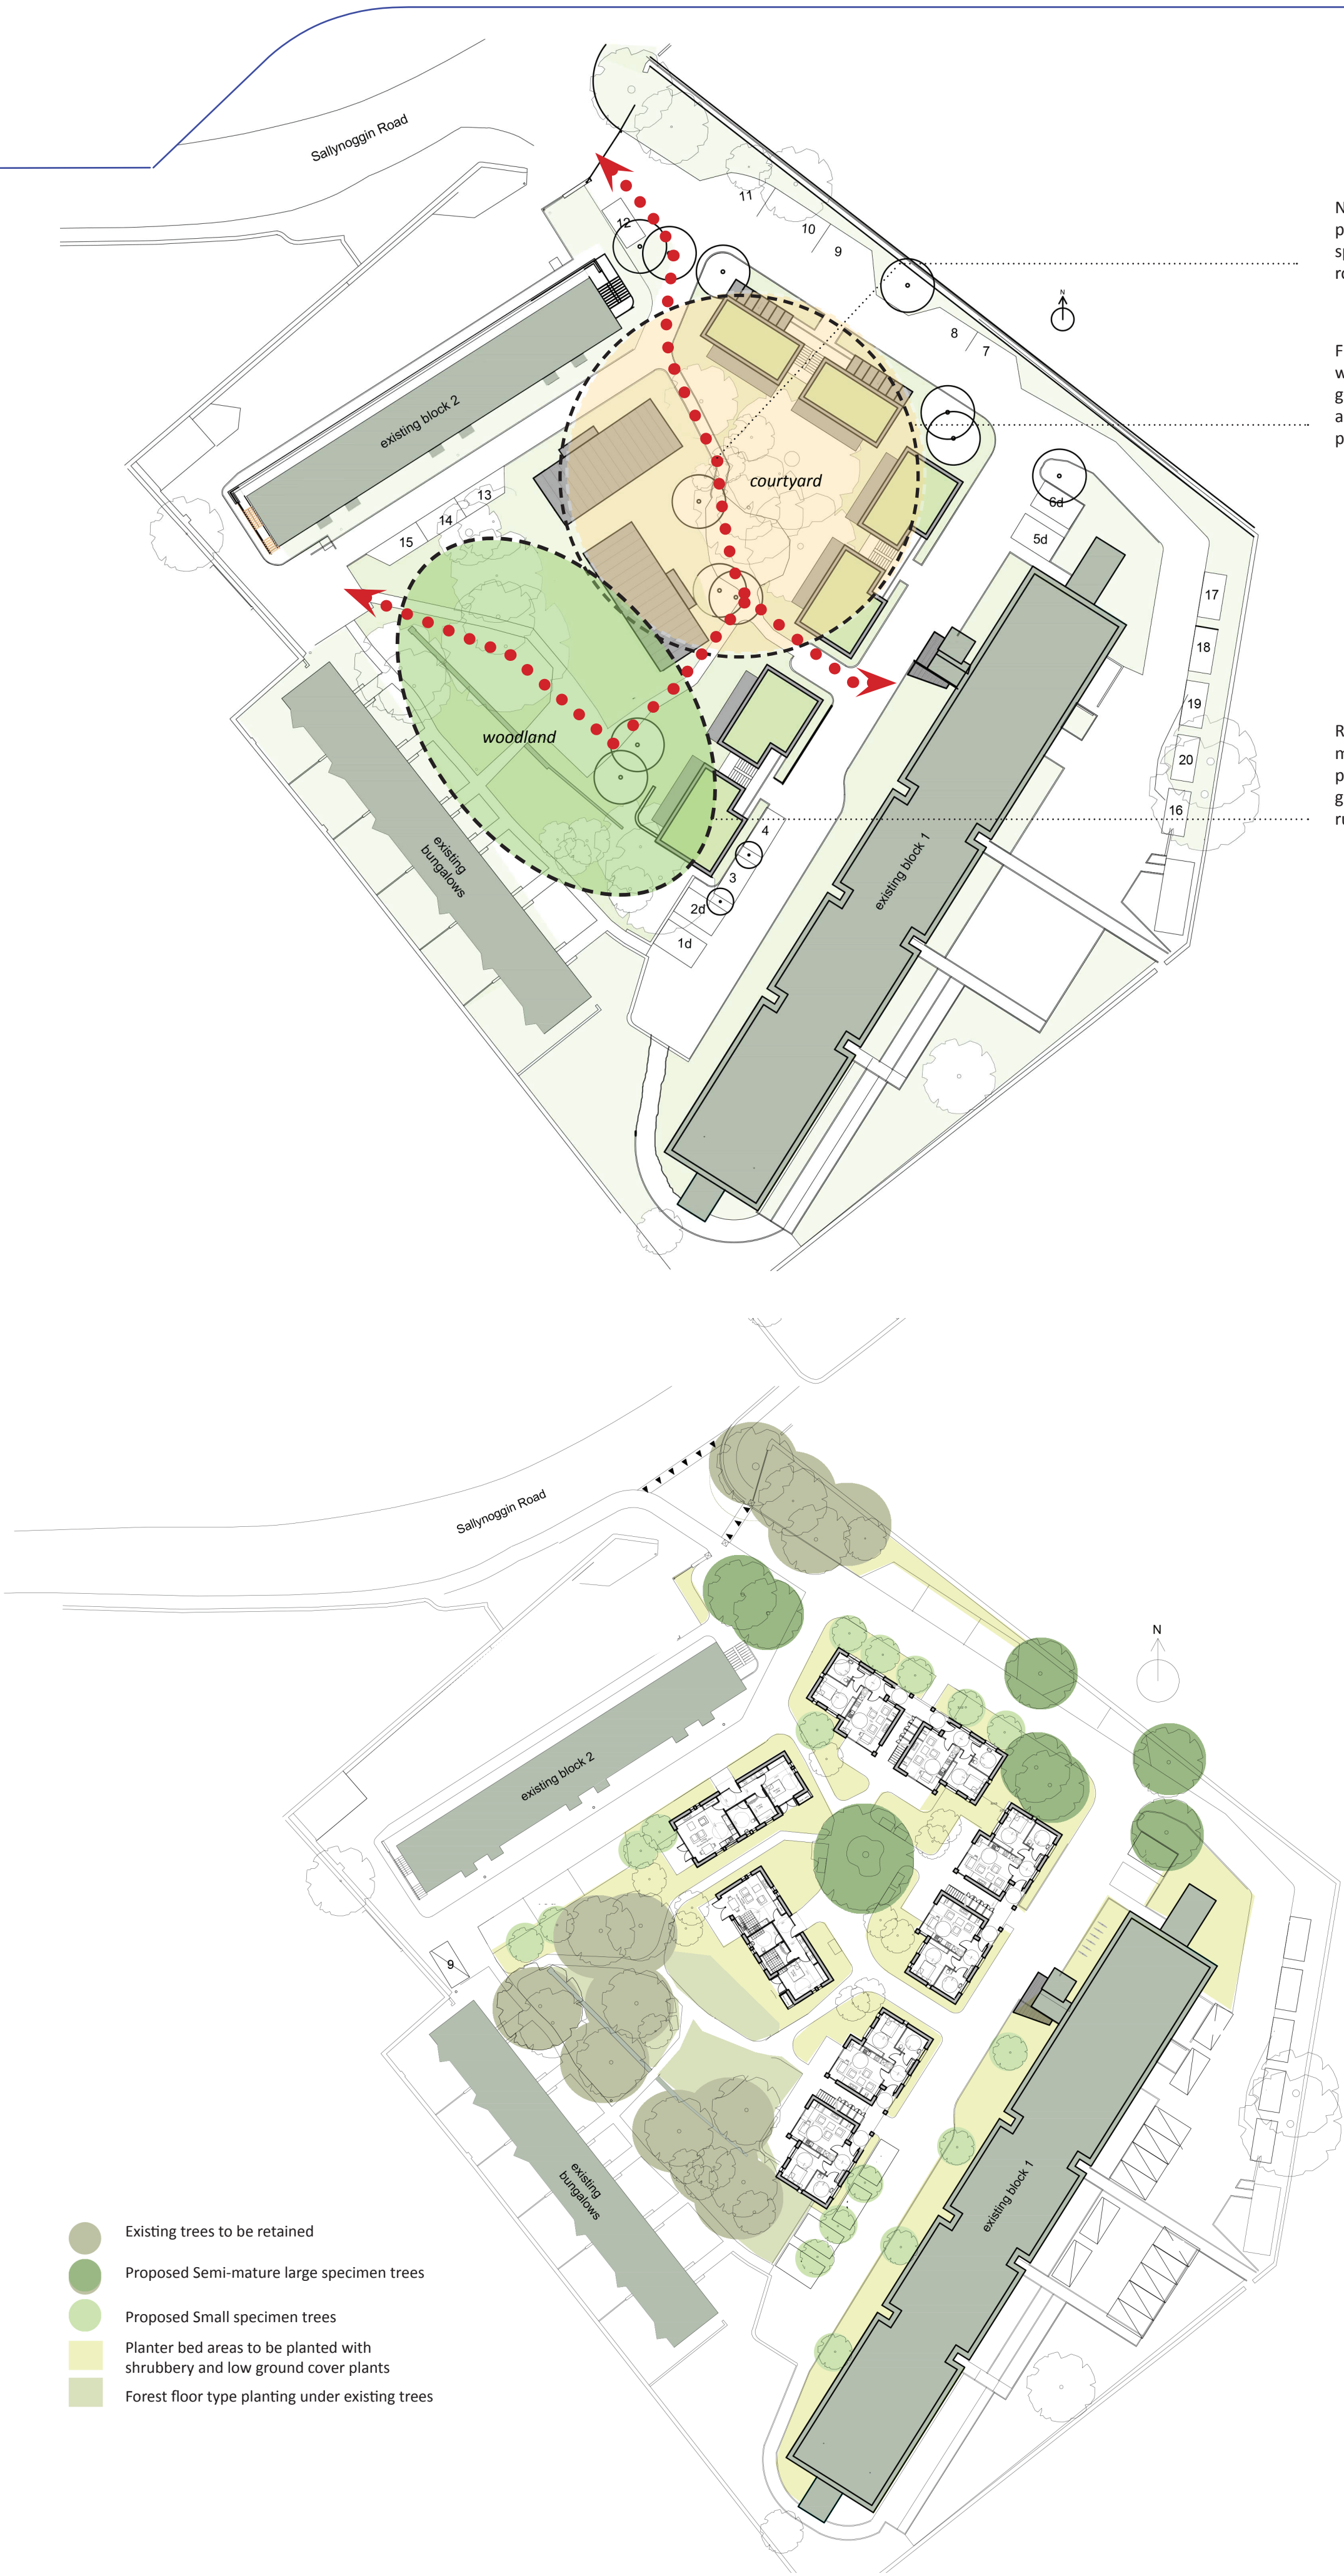 Sallynoggin Road
12
11
10
9
N
8
7
existing block 2
courtyard
13
14
15
6d
5d
17
18
19
20
16
woodland
existing
bungalows
existing block 1
4
3
2d
1d
N
p
sp
ro
F
w
g
a
p
R
m
p
g
ru
Sallynoggin Road
N
existing block 2
9
existing
bungalows
existing block 1
Existing trees to be retained
Proposed Semi-mature large specimen trees
Proposed Small specimen trees
Planter bed areas to be planted with
shrubbery and low ground cover plants
Forest floor type planting under existing trees